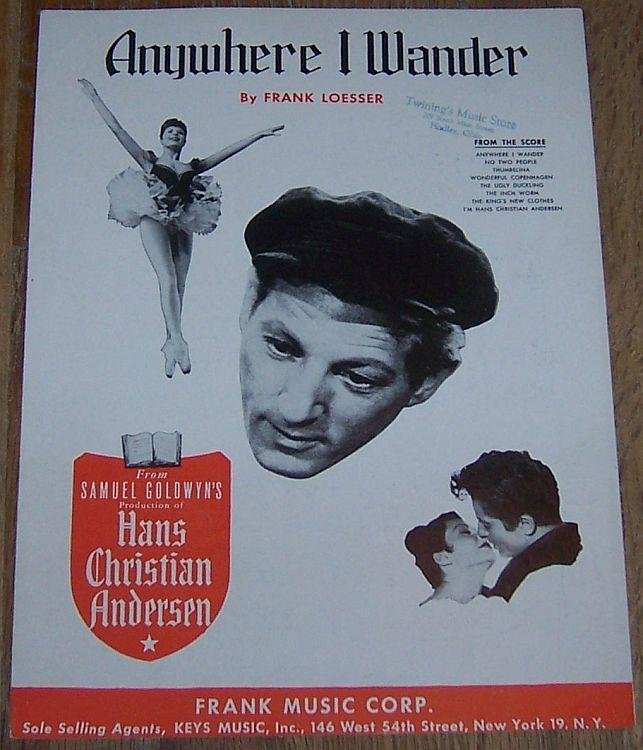 Anywhere I Wander
By FRANK LOESSER
Twining's Music Store
FROM THE SCORE
ANYWHERE I WANDER
NO TWO PEOPLE
THUMBELINA
WONDERFUL COPENHAGEN
THE UGLY DUCKLING
THE INCH WORM
THE KING'S NEW CLOTHES
I'M HANS CHRISTIAN ANDERSEN
From
SAMUEL GOLDWYN'S
Production of
Hans
Christian
Andersen
FRANK MUSIC CORP.
Sole Selling Agents, KEYS MUSIC, Inc., 146 West 54th Street, New York 19, N. Y.